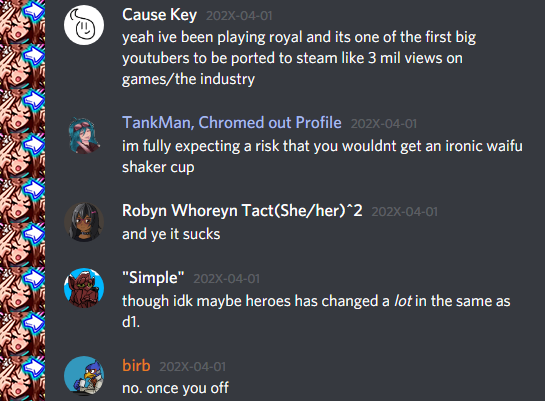 Cause Key 202X-04-01
yeah ive been playing royal and its one of the first big
youtubers to be ported to steam like 3 mil views on
games/the industry
TankMan, Chromed out Profile 202X-04-01
im fully expecting a risk that you wouldnt get an ironic waifu
shaker cup
Robyn Whoreyn Tact(She/her)^2 202X-04-01
and ye it sucks
"Simple" 202X-04-01
though idk maybe heroes has changed a lot in the same as
d1.
birb 202X-04-01
no. once you off